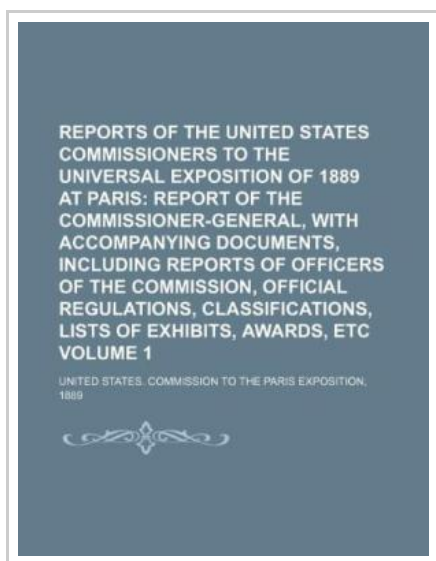 REPORTS OF THE UNITED STATES
COMMISSIONERS TO THE
UNIVERSAL EXPOSITION OF 1889
AT PARIS: REPORT OF THE
COMMISSIONER-GENERAL, WITH
ACCOMPANYING DOCUMENTS,
INCLUDING REPORTS OF OFFICERS
OF THE COMMISSION, OFFICIAL
REGULATIONS, CLASSIFICATIONS,
LISTS OF EXHIBITS, AWARDS, ETC
VOLUME 1
UNITED STATES. COMMISSION TO THE PARIS EXPOSITION,
1889